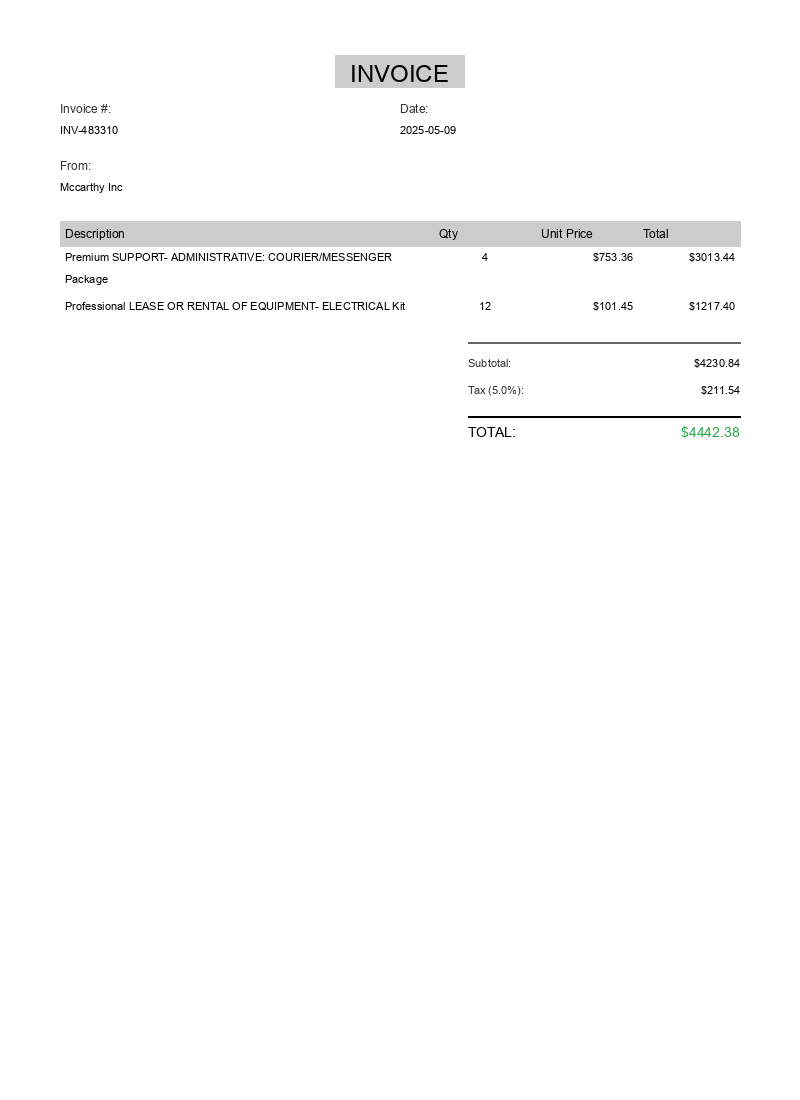 INVOICE
Invoice #: Date:
INV-483310 2025-05-09
From:
Mccarthy Inc
Description Qty Unit Price Total
Premium SUPPORT- ADMINISTRATIVE: COURIER/MESSENGER 4 $753.36 $3013.44
Package
Professional LEASE OR RENTAL OF EQUIPMENT- ELECTRICAL Kit 12 $101.45 $1217.40
Subtotal: $4230.84
Tax (5.0%): $211.54
TOTAL: $4442.38